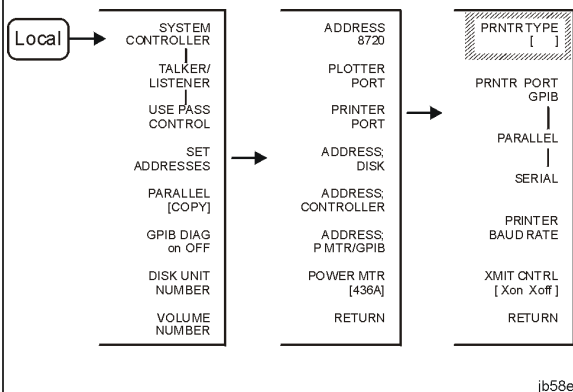 Local
SYSTEM
CONTROLLER
TALKER/
LISTENER
USE PASS
CONTROL
SET
ADDRESSES
PARALLEL
[COPY]
GPIB DIAG
on OFF
DISK UNIT
NUMBER
VOLUME
NUMBER
ADDRESS
8720
PLOTTER
PORT
PRINTER
PORT
ADDRESS;
DISK
ADDRESS;
CONTROLLER
ADDRESS;
P MTR/GPIB
POWER MTR
[436A]
RETURN
PRNTR TYPE
[ ]
PRNTR PORT
GPIB
PARALLEL
SERIAL
PRINTER
BAUD RATE
XMIT CNTRL
[ Xon Xoff ]
RETURN
jb58e